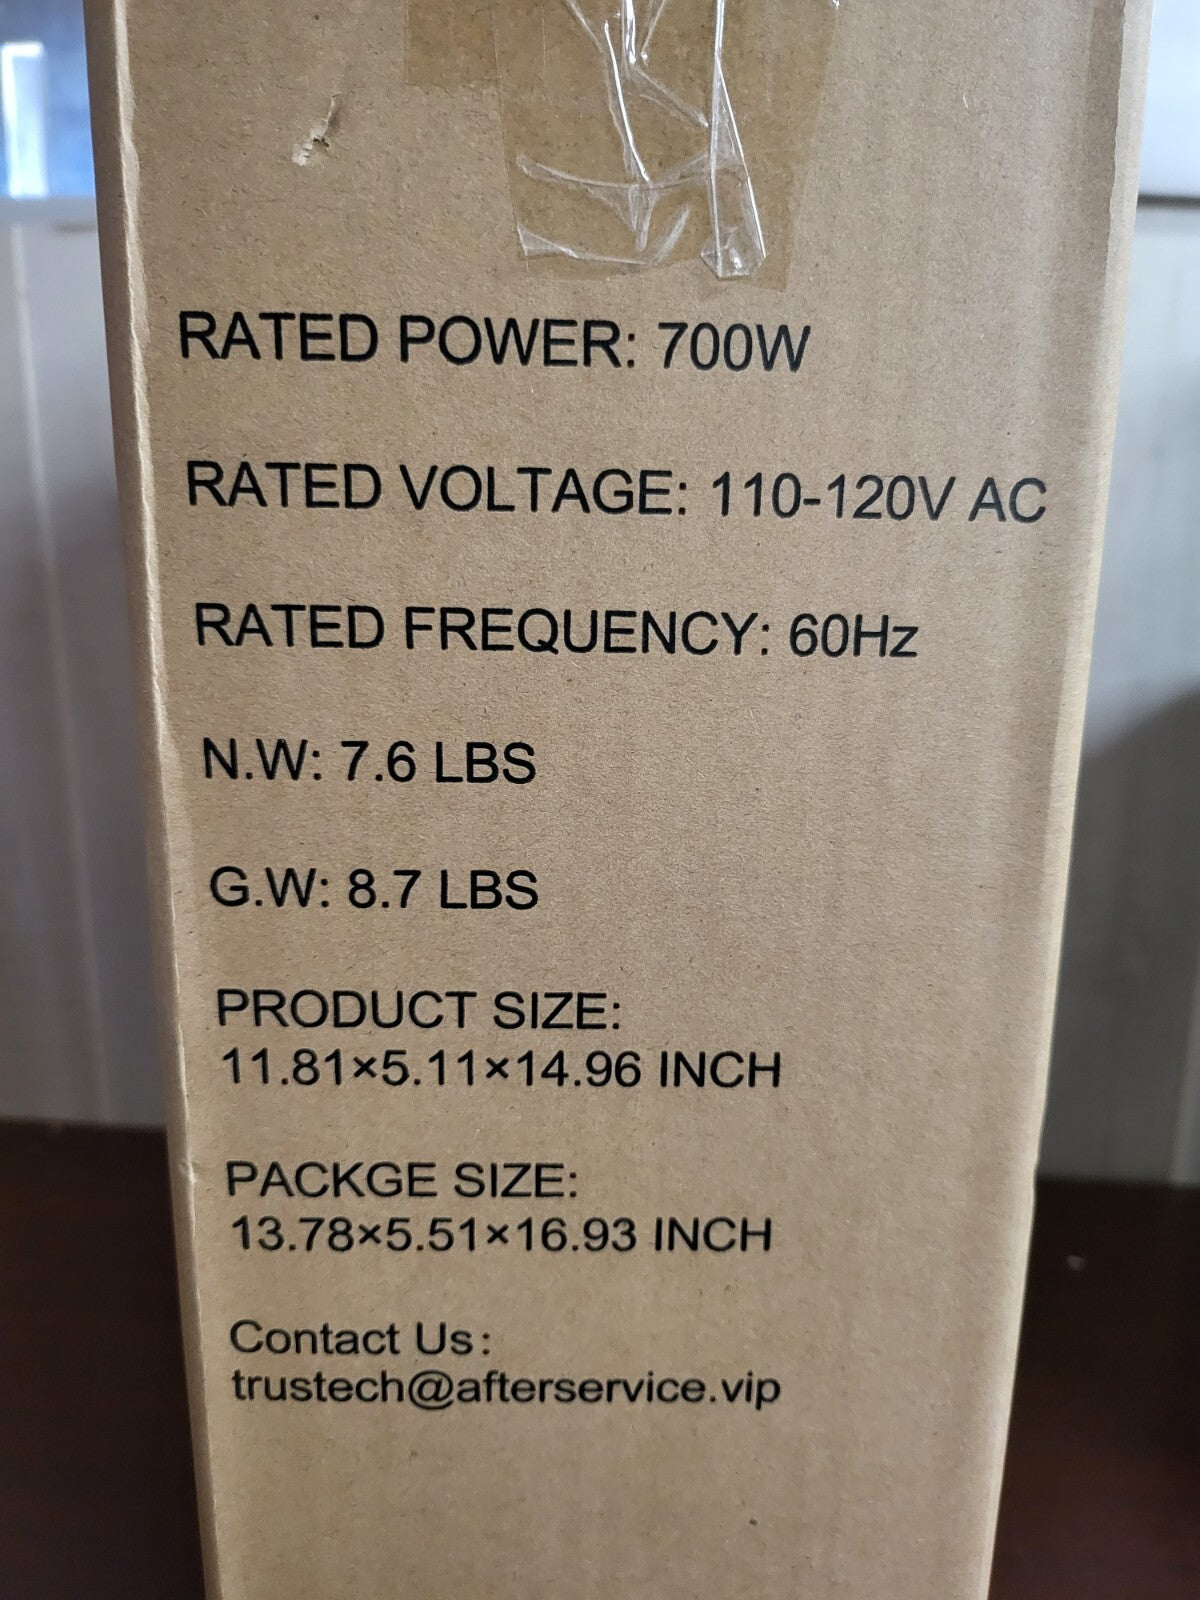 RATED POWER: 700W
RATED VOLTAGE: 110-120V AC
RATED FREQUENCY: 60Hz
N.W: 7.6 LBS
G.W: 8.7 LBS
PRODUCT SIZE:
11.81×5.11×14.96 INCH
PACKGE SIZE:
13.78×5.51×16.93 INCH
Contact Us:
trustech@afterservice.vip